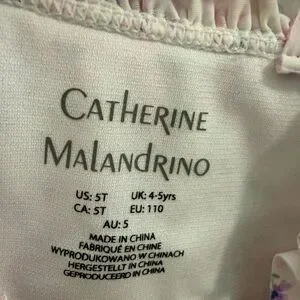 CATHERINE
MALANDRINO
US: 5T UK: 4-5yrs
CA: 5T EU: 110
AU: 5
MADE IN CHINA
FABRIQUÉ EN CHINE
WYPRODUKOWANO W CHINACH
HERGESTELLT IN CHINA
GEPRODUCEERD IN CHINA